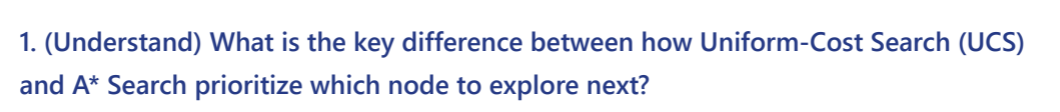 1. (Understand) What is the key difference between how Uniform-Cost Search (UCS)
and A* Search prioritize which node to explore next?